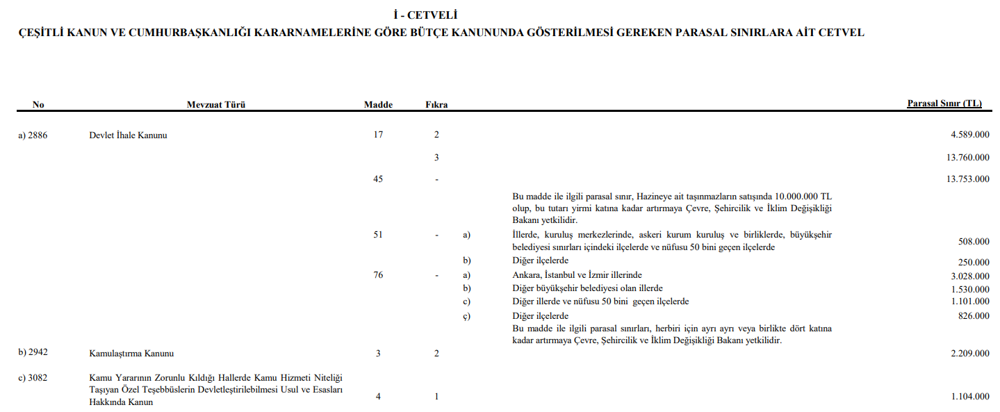 İ - CETVELİ
ÇEŞİTLİ KANUN VE CUMHURBAŞKANLIĞI KARARNAMELERİNE GÖRE BÜTÇE KANUNUNDA GÖSTERİLMESİ GEREKEN PARASAL SINIRLARA AİT CETVEL
No Mevzuat Türü Madde Fıkra Parasal Sınır (TL)
a) 2886 Devlet İhale Kanunu 17 2 4.589.000
3 13.760.000
45 - 13.753.000
Bu madde ile ilgili parasal sınır, Hazineye ait taşınmazların satışında 10.000.000 TL
olup, bu tutarı yirmi katına kadar artırmaya Çevre, Şehircilik ve İklim Değişikliği
Bakanı yetkilidir.
51 - a) İllerde, kuruluş merkezlerinde, askeri kurum kuruluş ve birliklerde, büyükşehir
belediyesi sınırları içindeki ilçelerde ve nüfusu 50 bini geçen ilçelerde 508.000
b) Diğer ilçelerde 250.000
76 - a) Ankara, İstanbul ve İzmir illerinde 3.028.000
b) Diğer büyükşehir belediyesi olan illerde 1.530.000
c) Diğer illerde ve nüfusu 50 bini geçen ilçelerde 1.101.000
ç) Diğer ilçelerde 826.000
Bu madde ile ilgili parasal sınırları, herbiri için ayrı ayrı veya birlikte dört katına
kadar artırmaya Çevre, Şehircilik ve İklim Değişikliği Bakanı yetkilidir.
b) 2942 Kamulaştırma Kanunu 3 2 2.209.000
c) 3082 Kamu Yararının Zorunlu Kıldığı Hallerde Kamu Hizmeti Niteliği
Taşıyan Özel Teşebbüslerin Devletleştirilebilmesi Usul ve Esasları
Hakkında Kanun 4 1 1.104.000